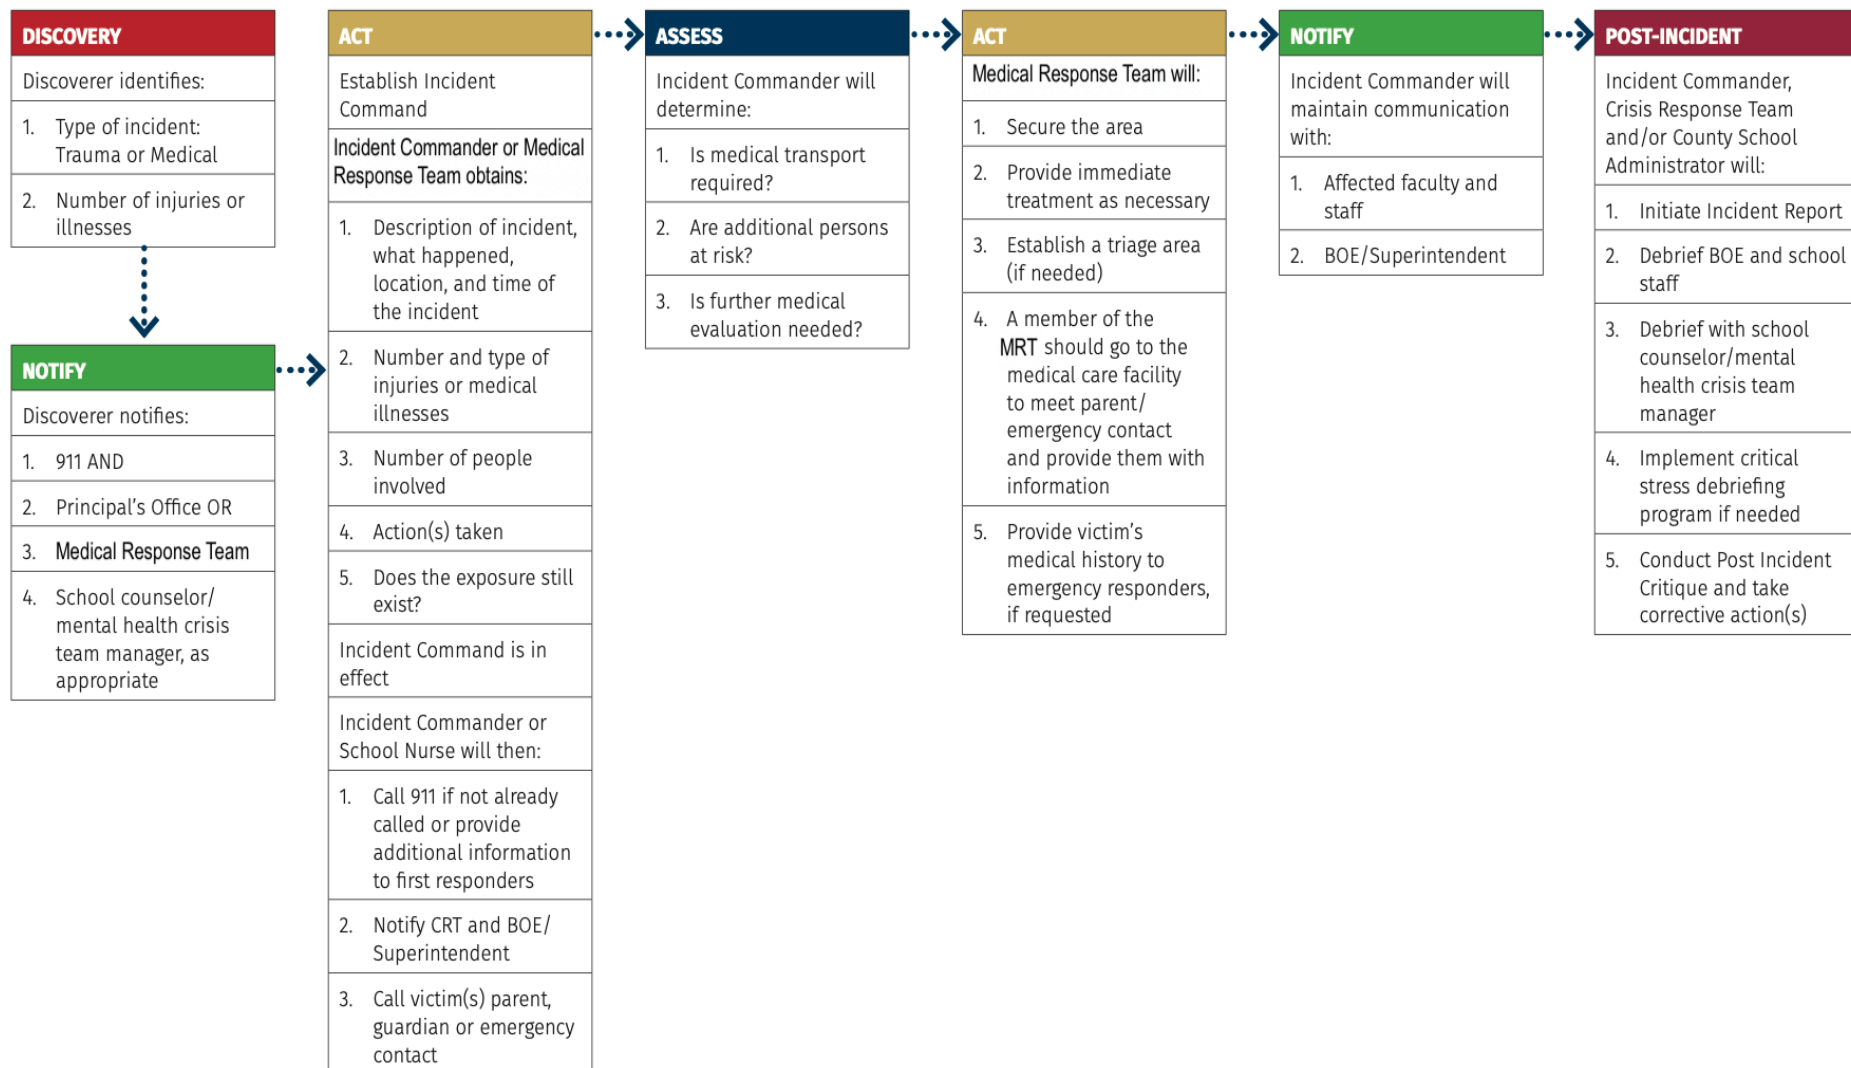 DISCOVERY
Discoverer identifies:
1. Type of incident:
Trauma or Medical
2. Number of injuries or
illnesses
NOTIFY
Discoverer notifies:
1. 911 AND
2. Principal's Office OR
3. Medical Response Team
4. School counselor/
mental health crisis
team manager, as
appropriate
ACT
Establish Incident
Command
Incident Commander or Medical
Response Team obtains:
1. Description of incident,
what happened,
location, and time of
the incident
2. Number and type of
injuries or medical
illnesses
3. Number of people
involved
4. Action(s) taken
5. Does the exposure still
exist?
Incident Command is in
effect
Incident Commander or
School Nurse will then:
1. Call 911 if not already
called or provide
additional information
to first responders
2. Notify CRT and BOE/
Superintendent
3. Call victim(s) parent,
guardian or emergency
contact
ASSESS
Incident Commander will
determine:
1. Is medical transport
required?
2. Are additional persons
at risk?
3. Is further medical
evaluation needed?
ACT
Medical Response Team will:
1. Secure the area
2. Provide immediate
treatment as necessary
3. Establish a triage area
(if needed)
4. A member of the
MRT should go to the
medical care facility
to meet parent/
emergency contact
and provide them with
information
5. Provide victim's
medical history to
emergency responders,
if requested
NOTIFY
Incident Commander will
maintain communication
with:
1. Affected faculty and
staff
2. BOE/Superintendent
POST-INCIDENT
Incident Commander,
Crisis Response Team
and/or County School
Administrator will:
1. Initiate Incident Report
2. Debrief BOE and school
staff
3. Debrief with school
counselor/mental
health crisis team
manager
4. Implement critical
stress debriefing
program if needed
5. Conduct Post Incident
Critique and take
corrective action(s)